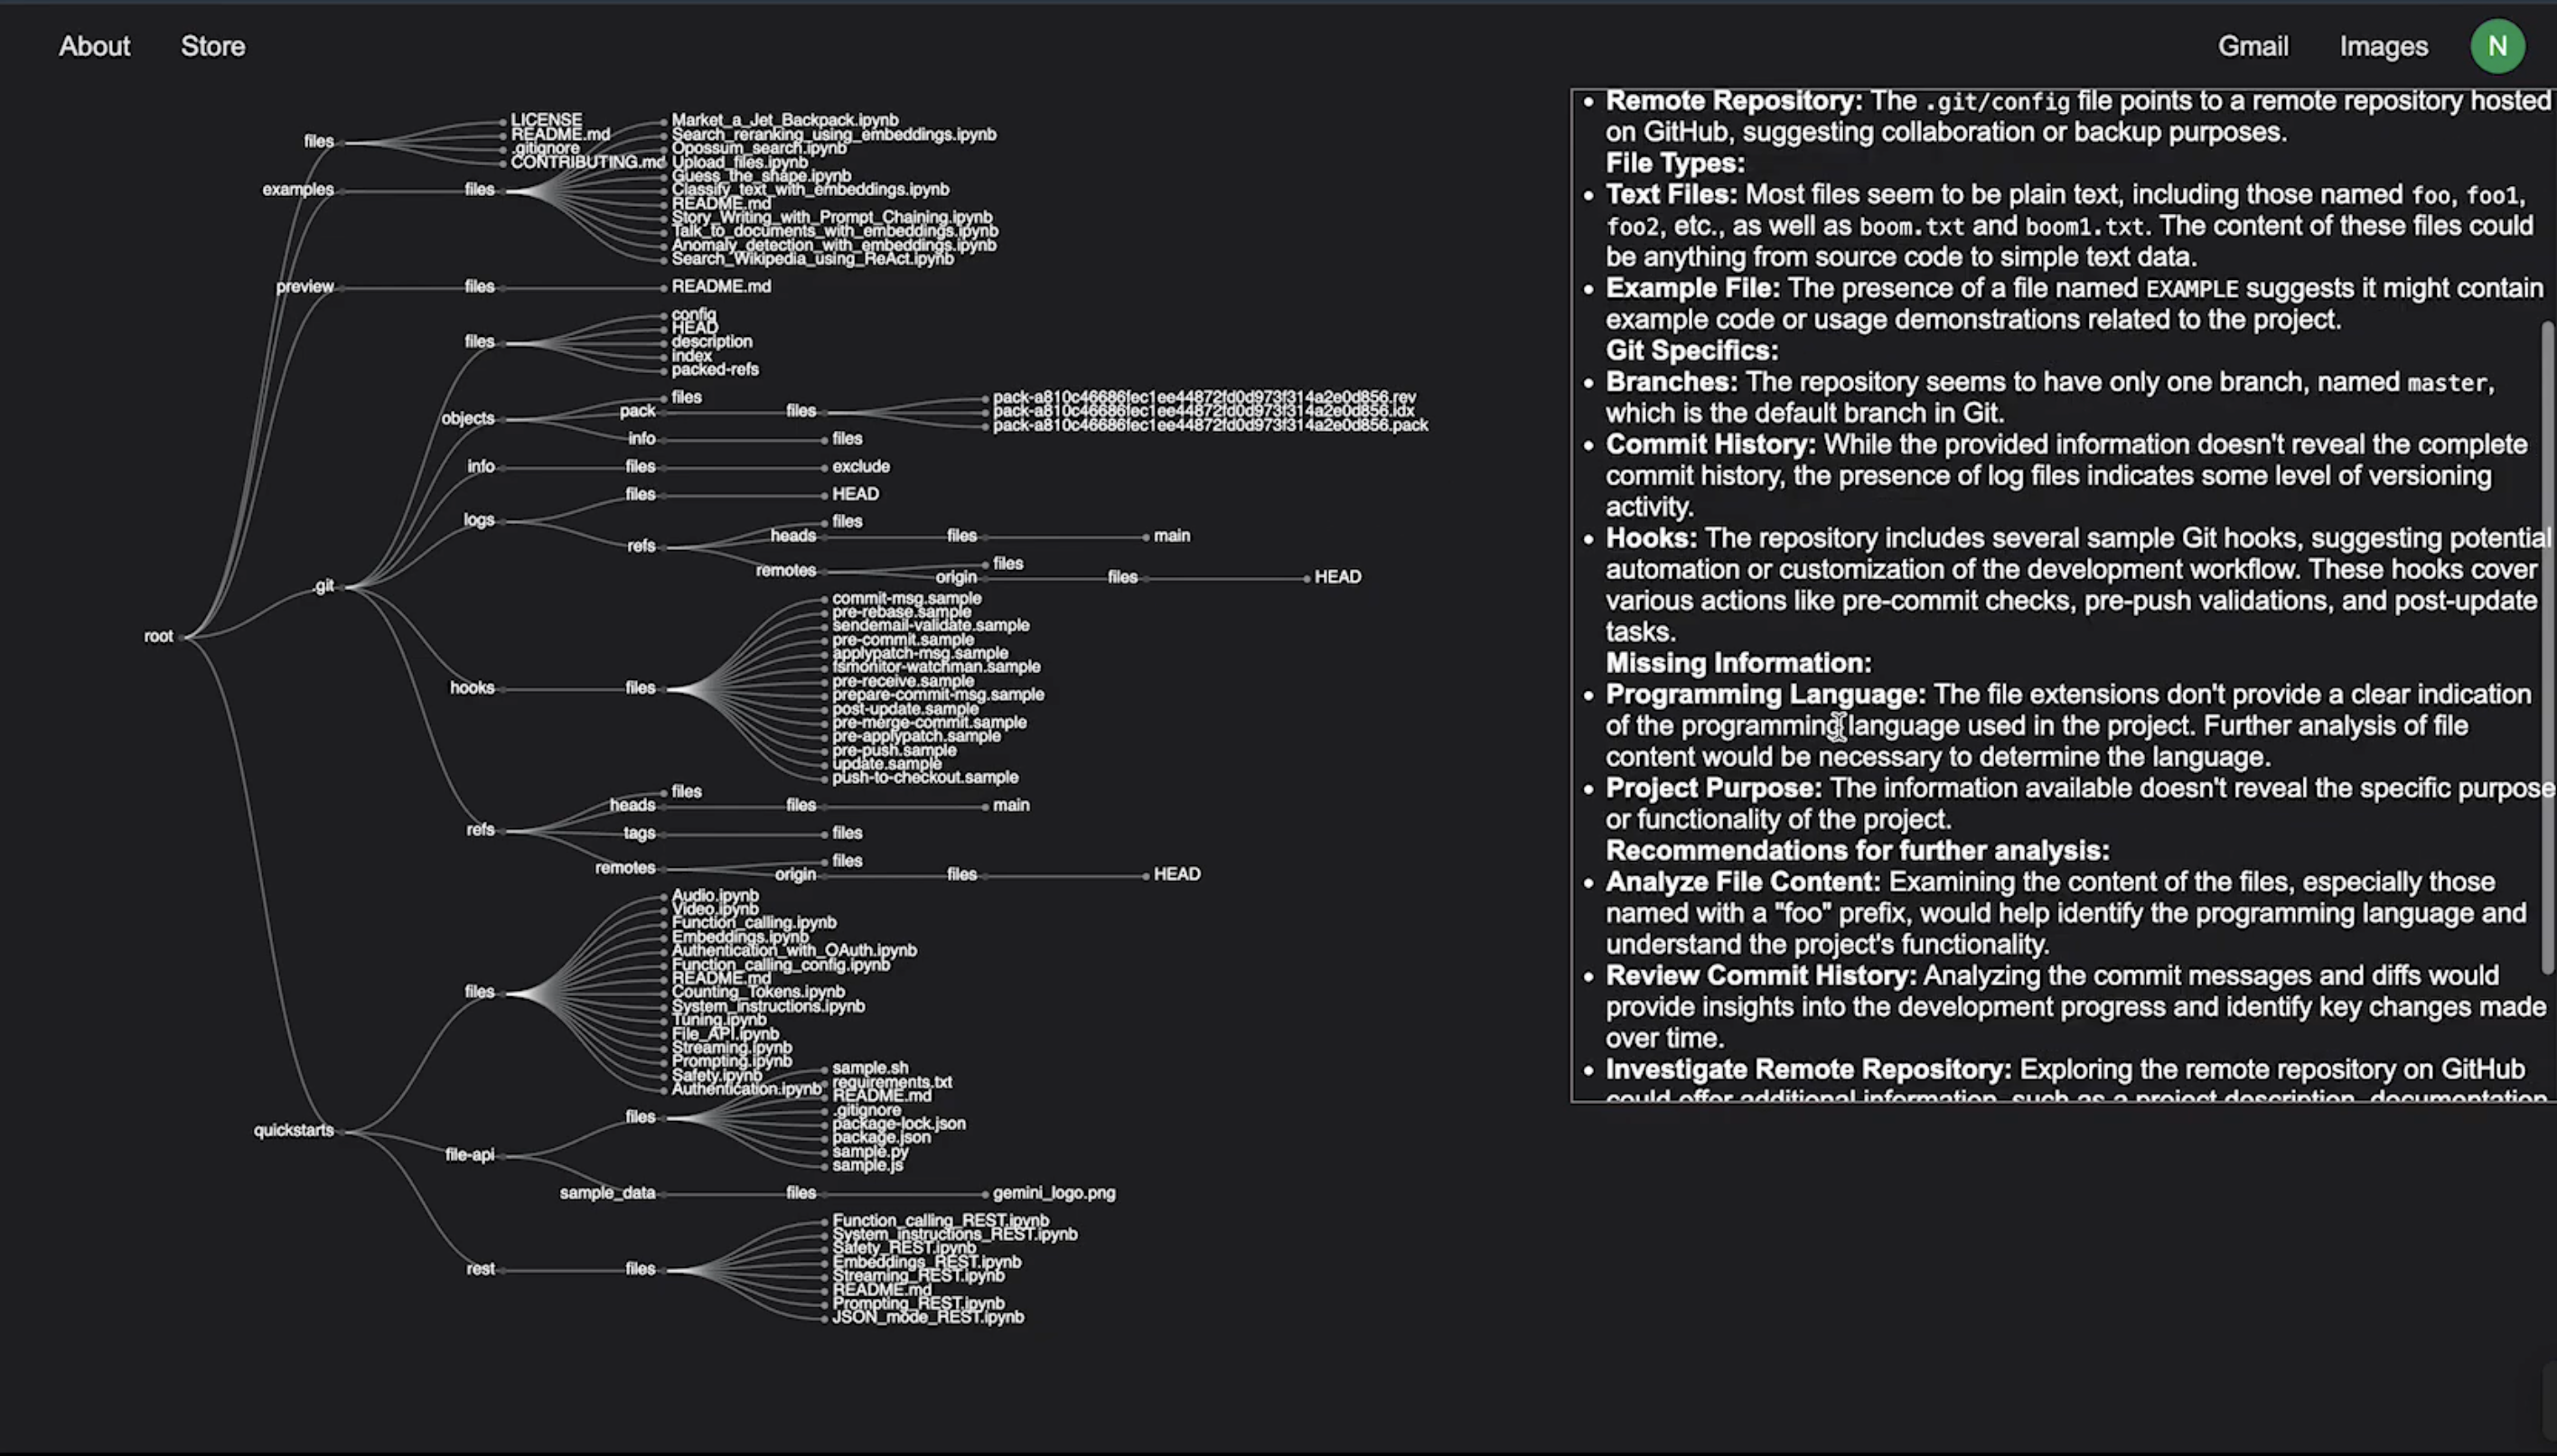 About Store Gmail Images N
root
files
LICENSE
README.md
.gitignore
CONTRIBUTING.md
examples
files
Market_a_Jet_Backpack.ipynb
Search_reranking_using_embeddings.ipynb
Opossum_search.ipynb
Upload_files.ipynb
Guess_the_shape.ipynb
Classify_text_with_embeddings.ipynb
README.md
Story_Writing_with_Prompt_Chaining.ipynb
Talk_to_documents_with_embeddings.ipynb
Anomaly_detection_with_embeddings.ipynb
Search_Wikipedia_using_ReAct.ipynb
preview
files
README.md
.git
files
config
HEAD
description
index
packed-refs
objects
files
pack
files
pack-a810c46686fec1ee44872fd0d973f314a2e0d856.rev
pack-a810c46686fec1ee44872fd0d973f314a2e0d856.idx
pack-a810c46686fec1ee44872fd0d973f314a2e0d856.pack
info
files
info
files
exclude
logs
files
HEAD
refs
files
heads
files
main
remotes
files
origin
files
HEAD
hooks
files
commit-msg.sample
pre-rebase.sample
sendemail-validate.sample
pre-commit.sample
applypatch-msg.sample
fsmonitor-watchman.sample
pre-receive.sample
prepare-commit-msg.sample
post-update.sample
pre-merge-commit.sample
pre-applypatch.sample
pre-push.sample
update.sample
push-to-checkout.sample
refs
files
heads
files
main
tags
files
remotes
files
origin
files
HEAD
quickstarts
files
Audio.ipynb
Video.ipynb
Function_calling.ipynb
Embeddings.ipynb
Authentication_with_OAuth.ipynb
Function_calling_config.ipynb
README.md
Counting_Tokens.ipynb
System_instructions.ipynb
Tuning.ipynb
File_API.ipynb
Streaming.ipynb
Prompting.ipynb
Safety.ipynb
Authentication.ipynb
file-api
files
sample.sh
requirements.txt
README.md
.gitignore
package-lock.json
package.json
sample.py
sample.js
sample_data
files
gemini_logo.png
rest
files
Function_calling_REST.ipynb
System_instructions_REST.ipynb
Safety_REST.ipynb
Embeddings_REST.ipynb
Streaming_REST.ipynb
README.md
Prompting_REST.ipynb
JSON_mode_REST.ipynb
• Remote Repository: The .git/config file points to a remote repository hosted
on GitHub, suggesting collaboration or backup purposes.
File Types:
• Text Files: Most files seem to be plain text, including those named foo, foo1,
foo2, etc., as well as boom.txt and boom1.txt. The content of these files could
be anything from source code to simple text data.
• Example File: The presence of a file named EXAMPLE suggests it might contain
example code or usage demonstrations related to the project.
Git Specifics:
• Branches: The repository seems to have only one branch, named master,
which is the default branch in Git.
• Commit History: While the provided information doesn't reveal the complete
commit history, the presence of log files indicates some level of versioning
activity.
• Hooks: The repository includes several sample Git hooks, suggesting potential
automation or customization of the development workflow. These hooks cover
various actions like pre-commit checks, pre-push validations, and post-update
tasks.
Missing Information:
• Programming Language: The file extensions don't provide a clear indication
of the programming language used in the project. Further analysis of file
content would be necessary to determine the language.
• Project Purpose: The information available doesn't reveal the specific purpose
or functionality of the project.
Recommendations for further analysis:
• Analyze File Content: Examining the content of the files, especially those
named with a "foo" prefix, would help identify the programming language and
understand the project's functionality.
• Review Commit History: Analyzing the commit messages and diffs would
provide insights into the development progress and identify key changes made
over time.
• Investigate Remote Repository: Exploring the remote repository on GitHub
could offer additional information, such as a project description, documentation